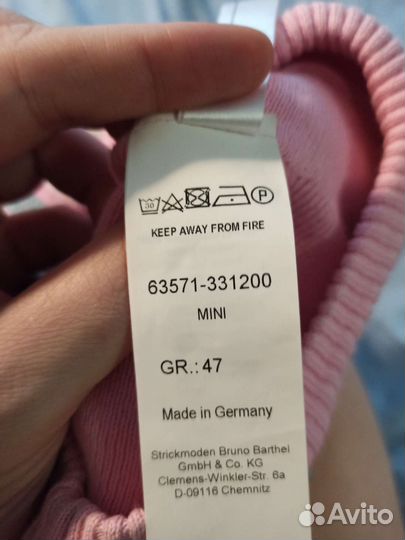 30
P
KEEP AWAY FROM FIRE
63571-331200
MINI
GR.: 47
Made in Germany
Strickmoden Bruno Barthel
GmbH & Co. KG
Clemens-Winkler-Str. 6a
D-09116 Chemnitz
Avito